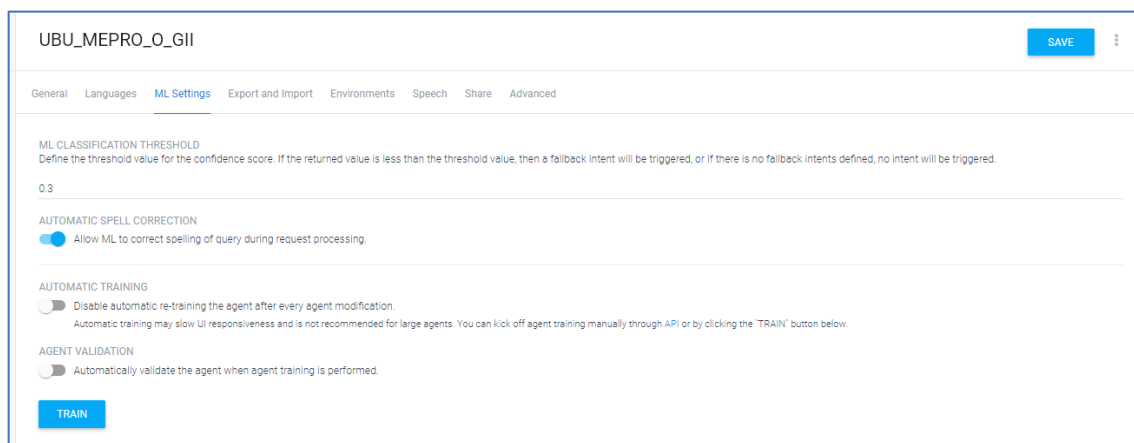 UBU_MEPRO_O_GII
SAVE
General Languages ML Settings Export and Import Environments Speech Share Advanced
ML CLASSIFICATION THRESHOLD
Define the threshold value for the confidence score. If the returned value is less than the threshold value, then a fallback intent will be triggered, or if there is no fallback intents defined, no intent will be triggered.
0.3
AUTOMATIC SPELL CORRECTION
Allow ML to correct spelling of query during request processing.
AUTOMATIC TRAINING
Disable automatic re-training the agent after every agent modification.
Automatic training may slow UI responsiveness and is not recommended for large agents. You can kick off agent training manually through API or by clicking the "TRAIN" button below.
AGENT VALIDATION
Automatically validate the agent when agent training is performed.
TRAIN